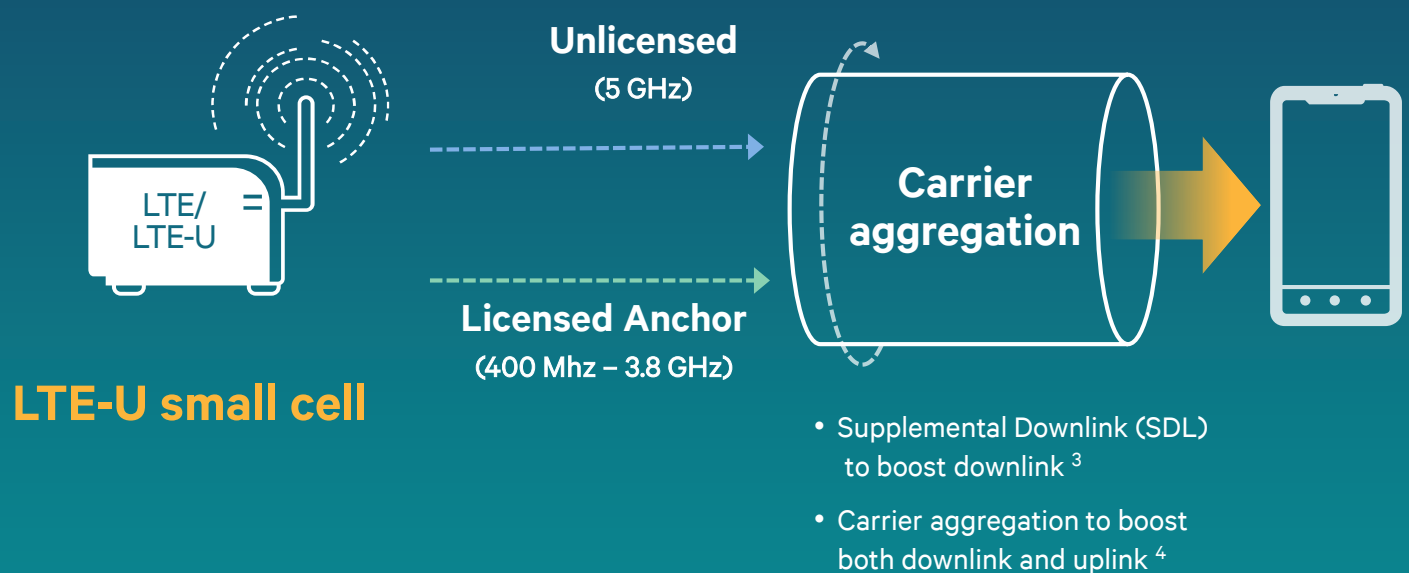 Unlicensed
(5 GHz)
LTE/
LTE-U
Carrier
aggregation
Licensed Anchor
(400 Mhz – 3.8 GHz)
LTE-U small cell
• Supplemental Downlink (SDL)
to boost downlink 3
• Carrier aggregation to boost
both downlink and uplink 4